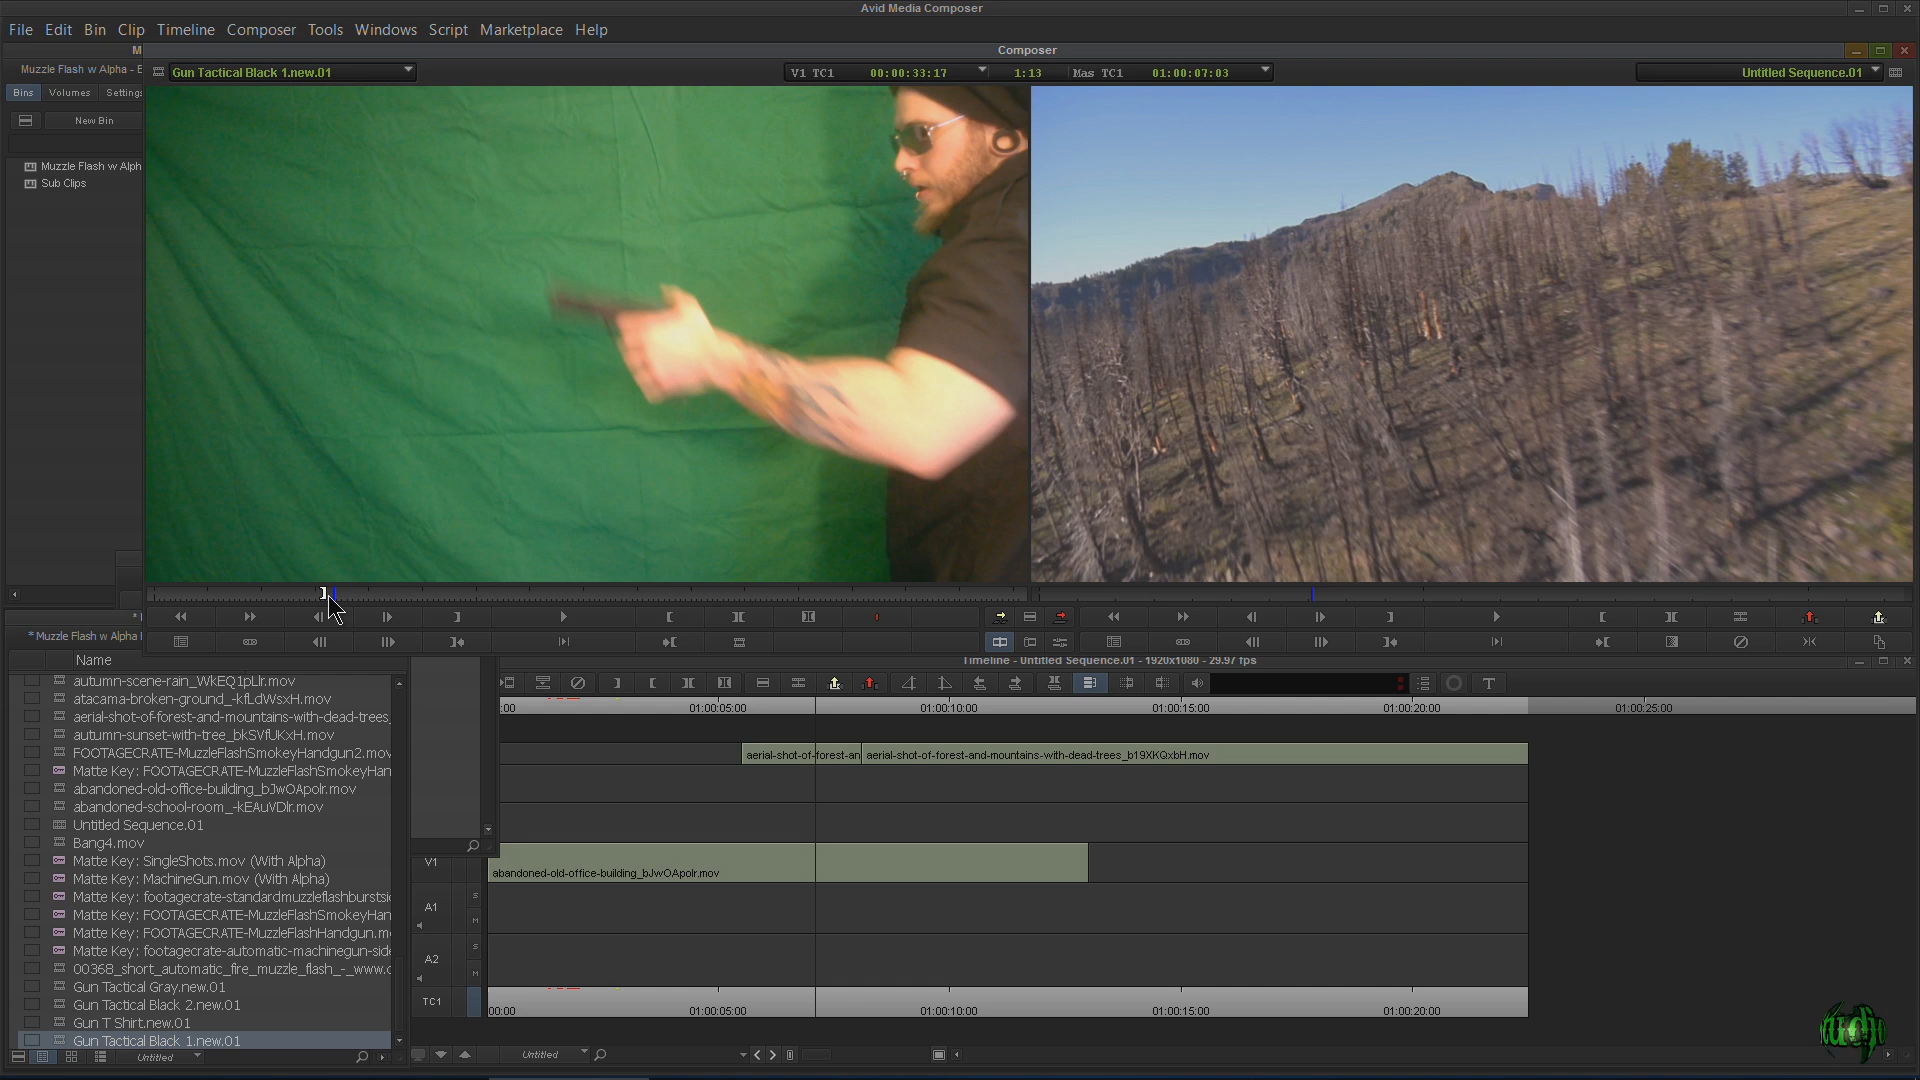 Avid Media Composer
File Edit Bin Clip Timeline Composer Tools Windows Script Marketplace Help
M
Composer
Muzzle Flash w Alpha - E
Gun Tactical Black 1.new.01
V1 TC1 00:00:33:17 1:13 Mas TC1 01:00:07:03
Untitled Sequence.01
Bins Volumes Settings
New Bin
Muzzle Flash w Alph
Sub Clips
*Muzzle Flash w Alpha
Name
Timeline - Untitled Sequence.01 - 1920x1080 - 29.97 fps
autumn-scene-rain_WkEQ1pLlr.mov
atacama-broken-ground_-kfLdWsxH.mov
aerial-shot-of-forest-and-mountains-with-dead-trees_
autumn-sunset-with-tree_bkSVfUKxH.mov
FOOTAGECRATE-MuzzleFlashSmokeyHandgun2.mov
Matte Key: FOOTAGECRATE-MuzzleFlashSmokeyHan
abandoned-old-office-building_bJwOApolr.mov
abandoned-school-room_-kEAuVDlr.mov
Untitled Sequence.01
Bang4.mov
Matte Key: SingleShots.mov (With Alpha)
Matte Key: MachineGun.mov (With Alpha)
Matte Key: footagecrate-standardmuzzleflashburstsi
Matte Key: FOOTAGECRATE-MuzzleFlashSmokeyHan
Matte Key: FOOTAGECRATE-MuzzleFlashHandgun.m
Matte Key: footagecrate-automatic-machinegun-side
00368_short_automatic_fire_muzzle_flash_-_www.c
Gun Tactical Gray.new.01
Gun Tactical Black 2.new.01
Gun T Shirt.new.01
Gun Tactical Black 1.new.01
Untitled
T
:00 01:00:05:00 01:00:10:00 01:00:15:00 01:00:20:00 01:00:25:00
aerial-shot-of-forest-an aerial-shot-of-forest-and-mountains-with-dead-trees_b19XKQxbH.mov
V1
abandoned-old-office-building_bJwOApolr.mov
A1 S
M
A2 S
M
TC1
00:00 01:00:05:00 01:00:10:00 01:00:15:00 01:00:20:00
Untitled